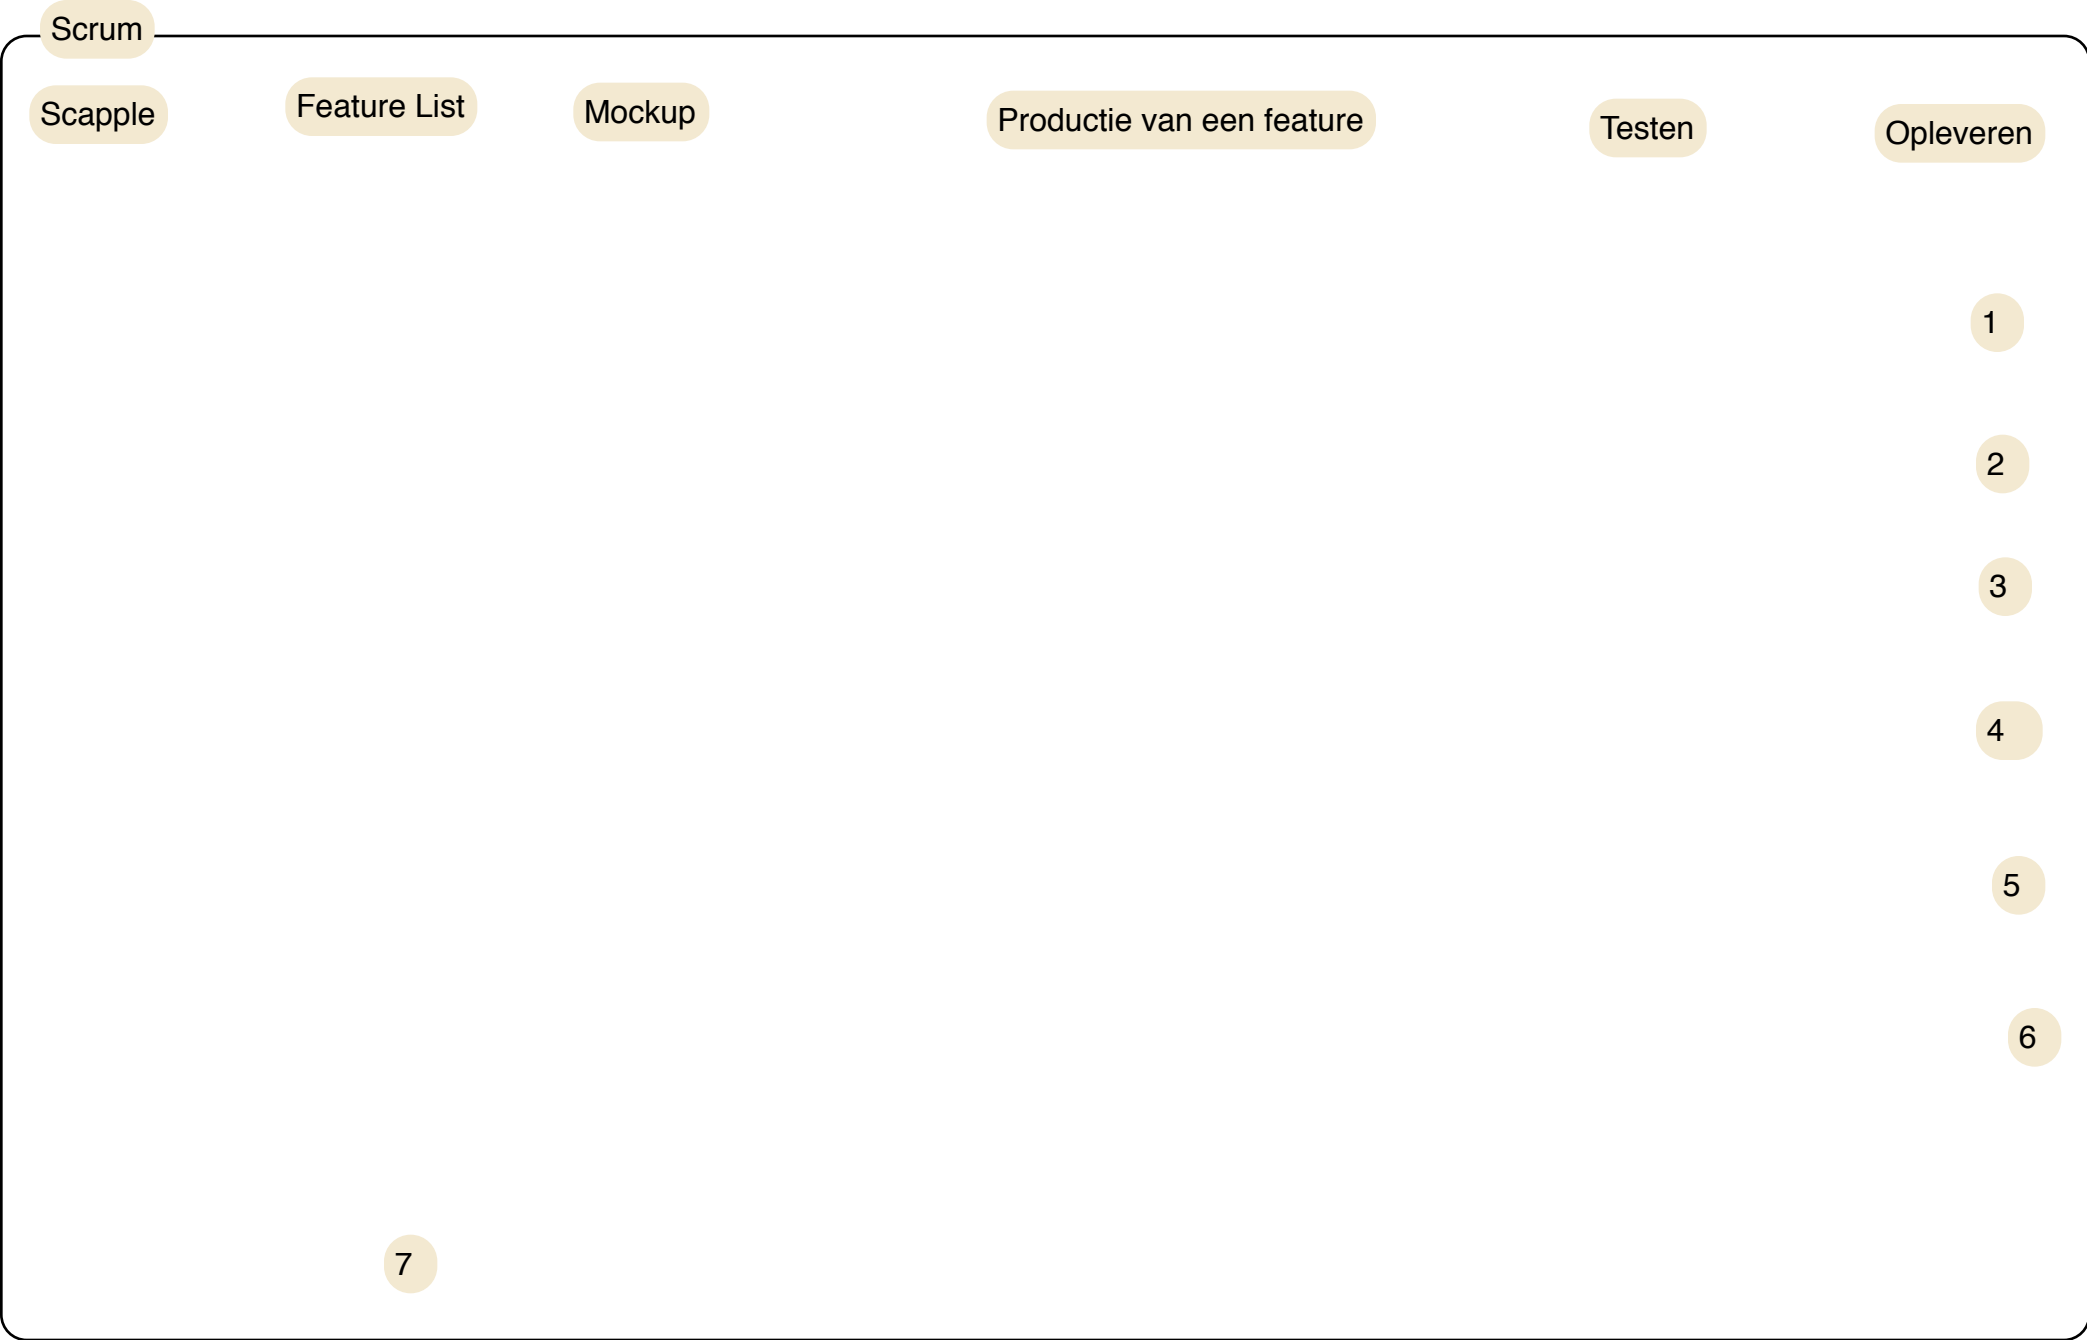 Scrum
Scapple
Feature List
Mockup
Productie van een feature
Testen
Opleveren
1
2
3
4
5
6
7